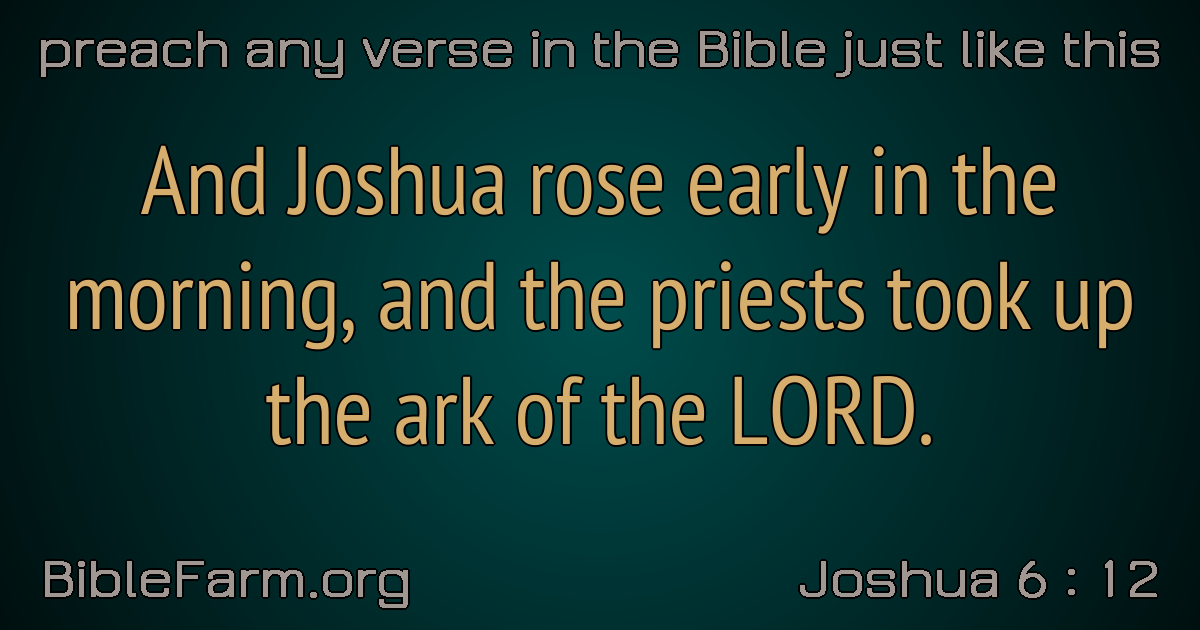 preach any verse in the Bible just like this
And Joshua rose early in the
morning, and the priests took up
the ark of the LORD.
BibleFarm.org
Joshua 6 : 12